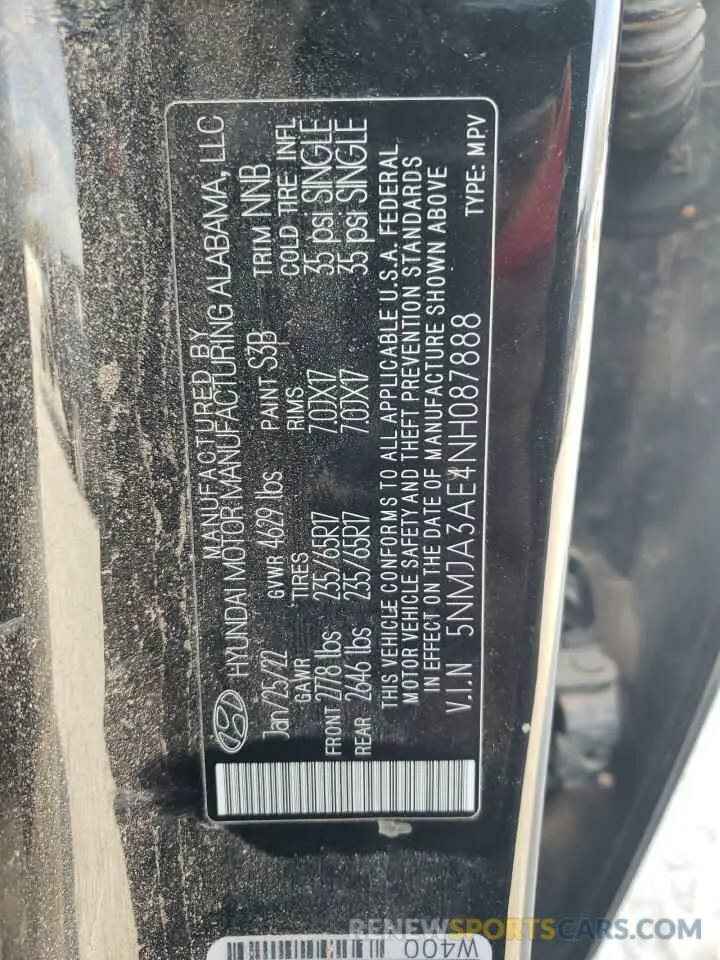 MANUFACTURED BY
HYUNDAI MOTOR MANUFACTURING ALABAMA, LLC
Jan/25/22 GVWR 4629 lbs PAINT S3B TRIM NNB
GAWR TIRES RIMS COLD TIRE INFL
FRONT 2778 lbs 235/65R17 7.0JX17 35 psi SINGLE
REAR 2646 lbs 235/65R17 7.0JX17 35 psi SINGLE
THIS VEHICLE CONFORMS TO ALL APPLICABLE U.S.A. FEDERAL
MOTOR VEHICLE SAFETY AND THEFT PREVENTION STANDARDS
IN EFFECT ON THE DATE OF MANUFACTURE SHOWN ABOVE
V.I.N 5NMJA3AE4NH087888 TYPE: MPV
W400
RENEWSPORTSCARS.COM